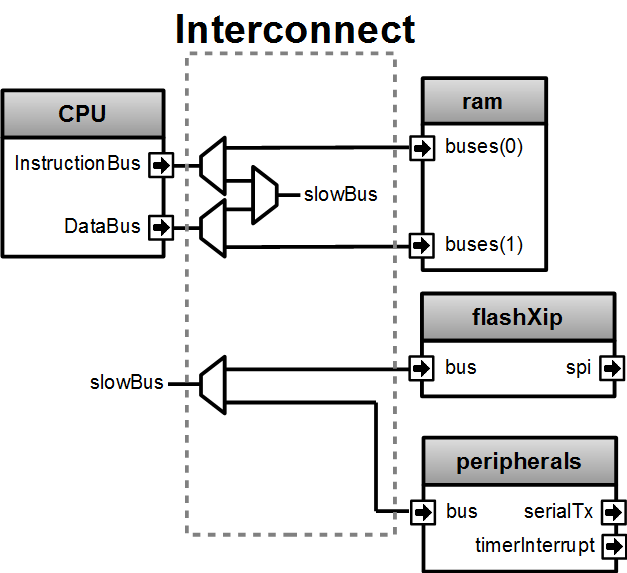 Interconnect
CPU
InstructionBus
DataBus
slowBus
ram
buses(0)
buses(1)
flashXip
bus
spi
slowBus
peripherals
bus
serialTx
timerInterrupt